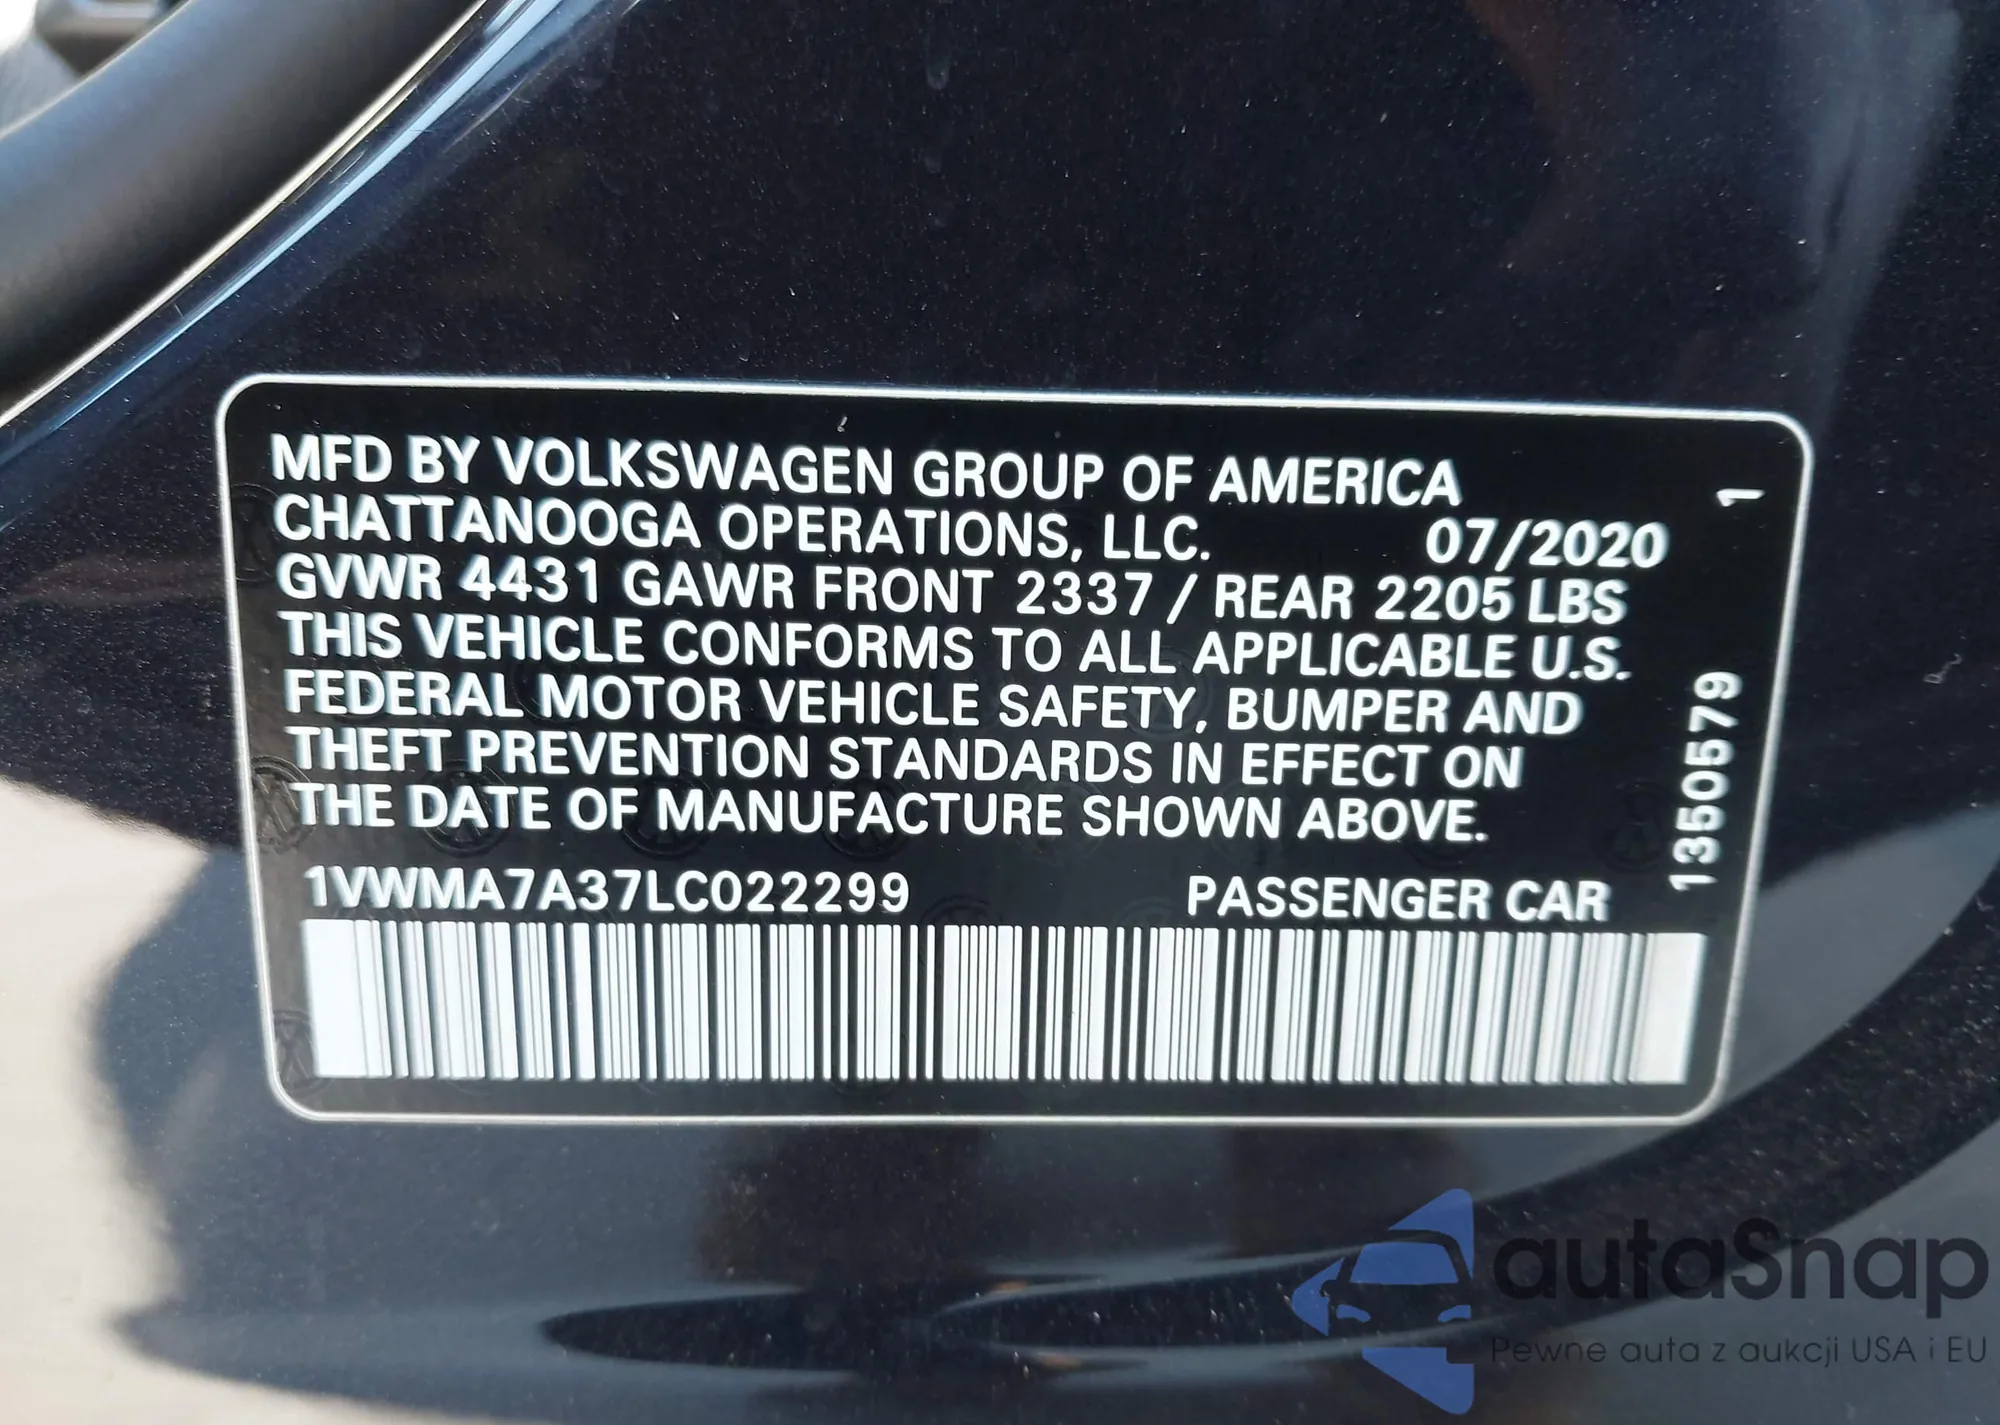 MFD BY VOLKSWAGEN GROUP OF AMERICA
CHATTANOOGA OPERATIONS, LLC. 07/2020
GVWR 4431 GAWR FRONT 2337 / REAR 2205 LBS
THIS VEHICLE CONFORMS TO ALL APPLICABLE U.S.
FEDERAL MOTOR VEHICLE SAFETY, BUMPER AND
THEFT PREVENTION STANDARDS IN EFFECT ON
THE DATE OF MANUFACTURE SHOWN ABOVE.
1VWMA7A37LC022299 PASSENGER CAR
1350579 1
autaSnap
Pewne auta z aukcji USA i EU